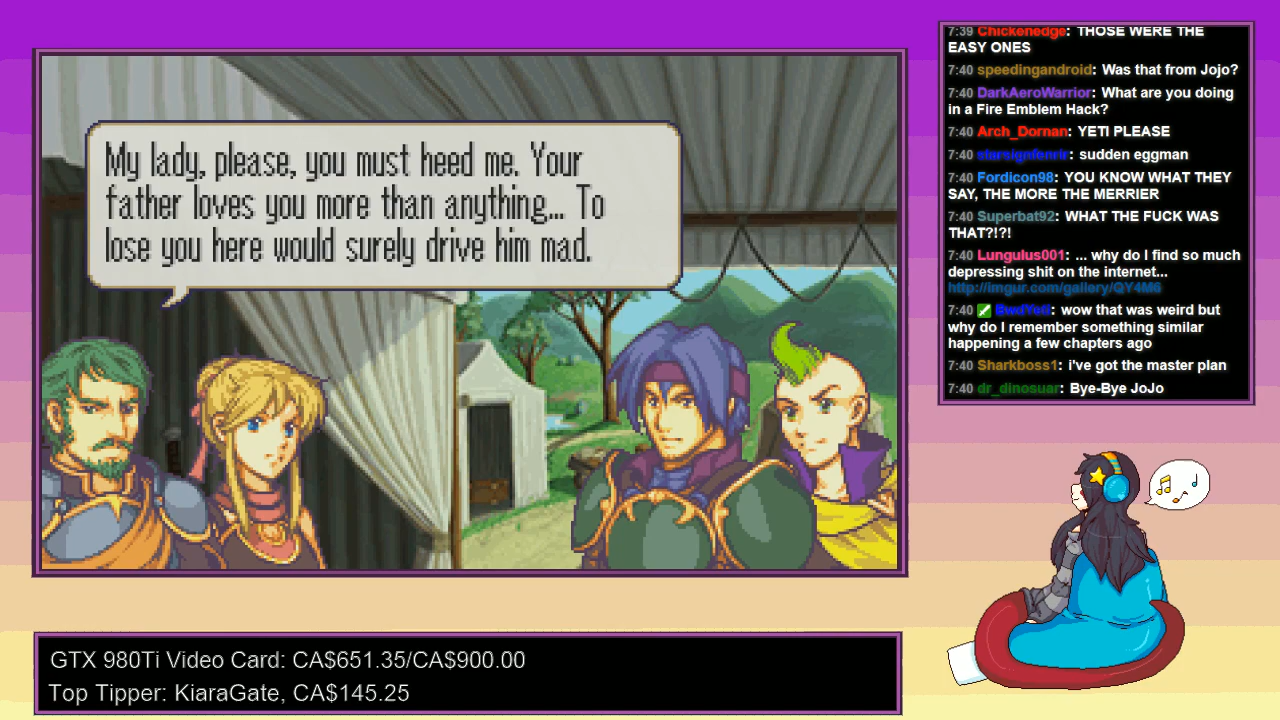 My lady, please, you must heed me. Your
father loves you more than anything... To
lose you here would surely drive him mad.
7:39 Chickenedge: THOSE WERE THE
EASY ONES
7:40 speedingandroid: Was that from Jojo?
7:40 DarkAeroWarrior: What are you doing
in a Fire Emblem Hack?
7:40 Arch_Dornan: YETI PLEASE
7:40 starsignfenrir: sudden eggman
7:40 Fordicon98: YOU KNOW WHAT THEY
SAY, THE MORE THE MERRIER
7:40 Superbat92: WHAT THE FUCK WAS
THAT?!?!
7:40 Lungulus001: ... why do I find so much
depressing shit on the internet...
http://imgur.com/gallery/QY4M6
7:40 BwdYeti: wow that was weird but
why do I remember something similar
happening a few chapters ago
7:40 Sharkboss1: i've got the master plan
7:40 dr_dinosuar: Bye-Bye JoJo
GTX 980Ti Video Card: CA$651.35/CA$900.00
Top Tipper: KiaraGate, CA$145.25